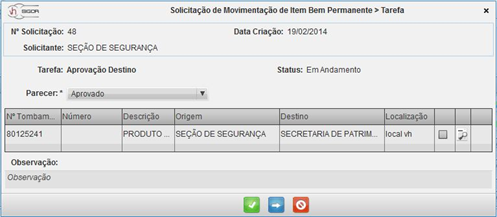 SIGOR
Solicitação de Movimentação de Item Bem Permanente > Tarefa
Nº Solicitação: 48 Data Criação: 19/02/2014
Solicitante: SEÇÃO DE SEGURANÇA
Tarefa: Aprovação Destino Status: Em Andamento
Parecer: * Aprovado
Nº Tombam... Número Descrição Origem Destino Localização
80125241 PRODUTO ... SEÇÃO DE SEGURANÇA SECRETARIA DE PATRIM... local vh
Observação:
Observação